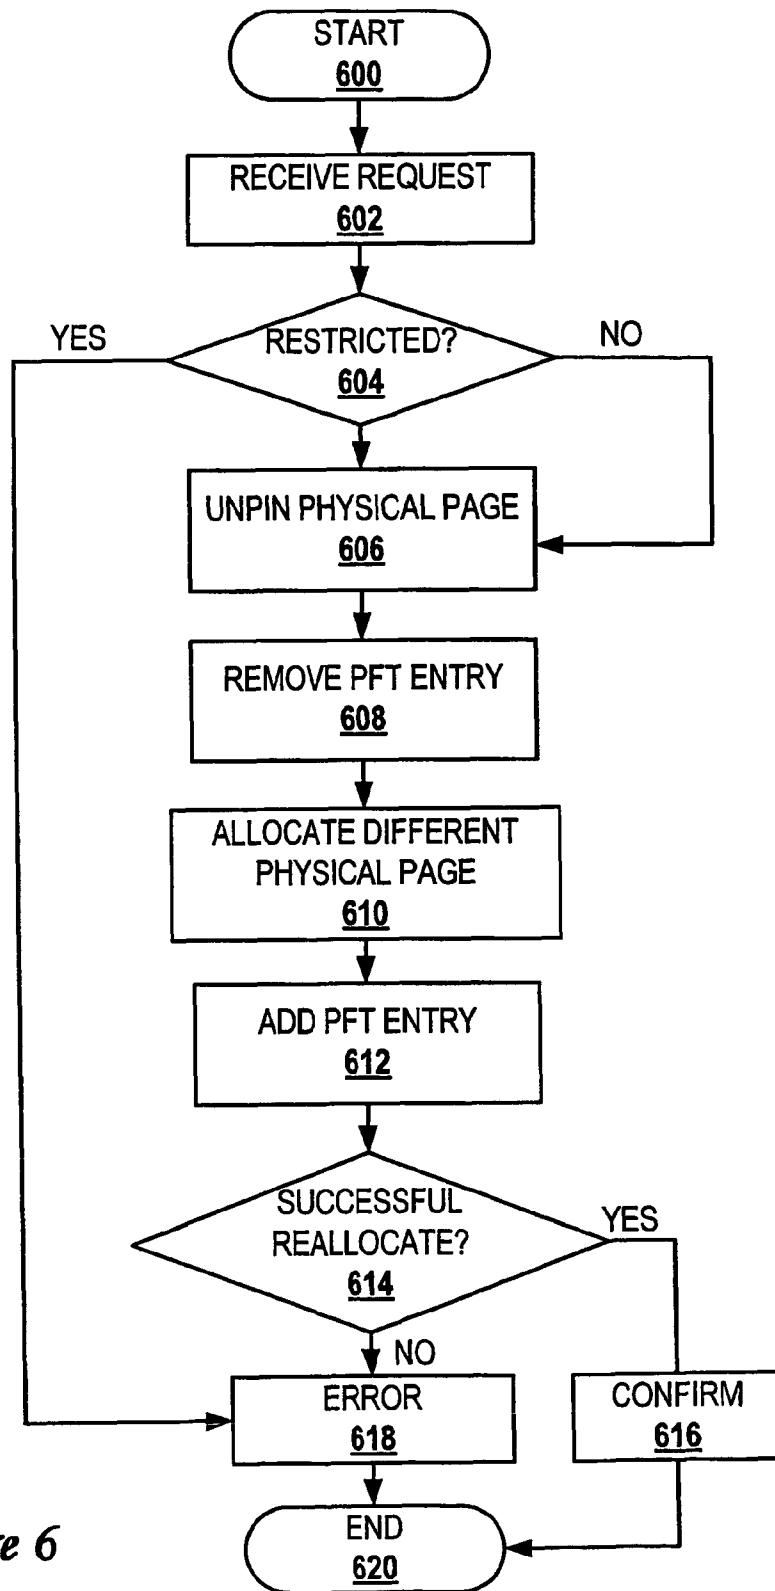 START
600
RECEIVE REQUEST
602
YES
RESTRICTED?
NO
604
UNPIN PHYSICAL PAGE
606
REMOVE PFT ENTRY
608
ALLOCATE DIFFERENT
PHYSICAL PAGE
610
ADD PFT ENTRY
612
SUCCESSFUL
REALLOCATE?
YES
614
NO
ERROR
618
CONFIRM
616
END
620
6